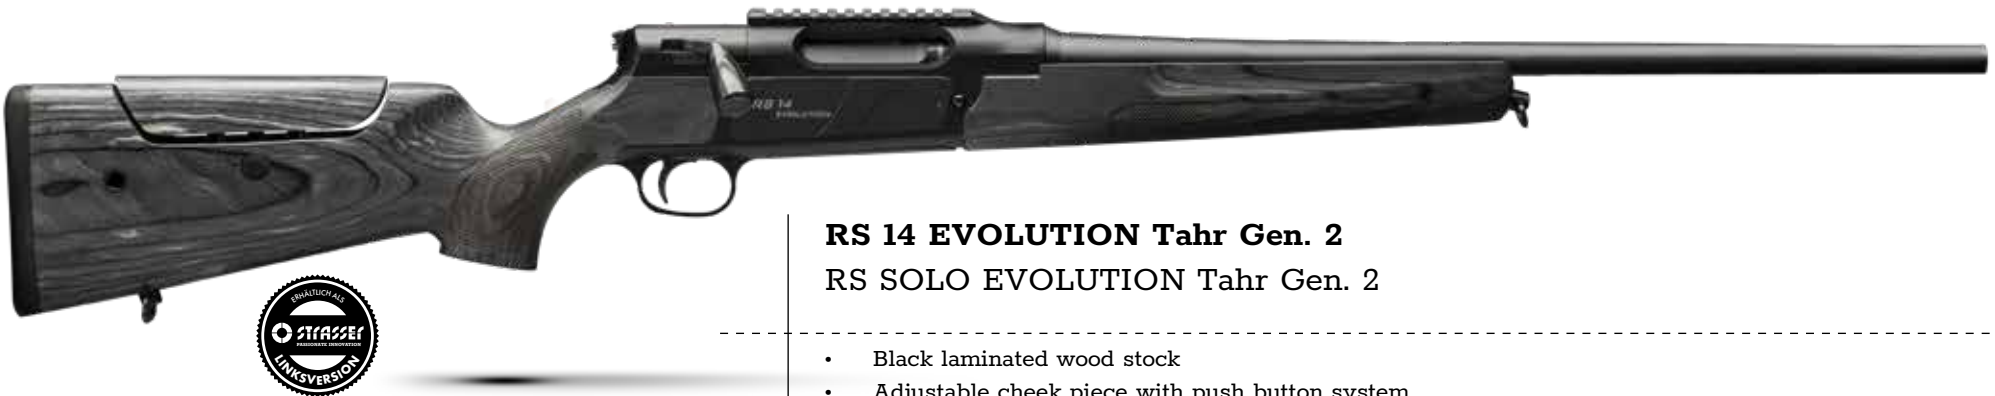 RS 14
EVOLUTION
RS 14 EVOLUTION Tahr Gen. 2
RS SOLO EVOLUTION Tahr Gen. 2
ERHÄLTLICH ALS
STRASSER
PASSIONATE INNOVATION
LINKSVERSION
• Black laminated wood stock
• Adjustable cheek piece with push button system